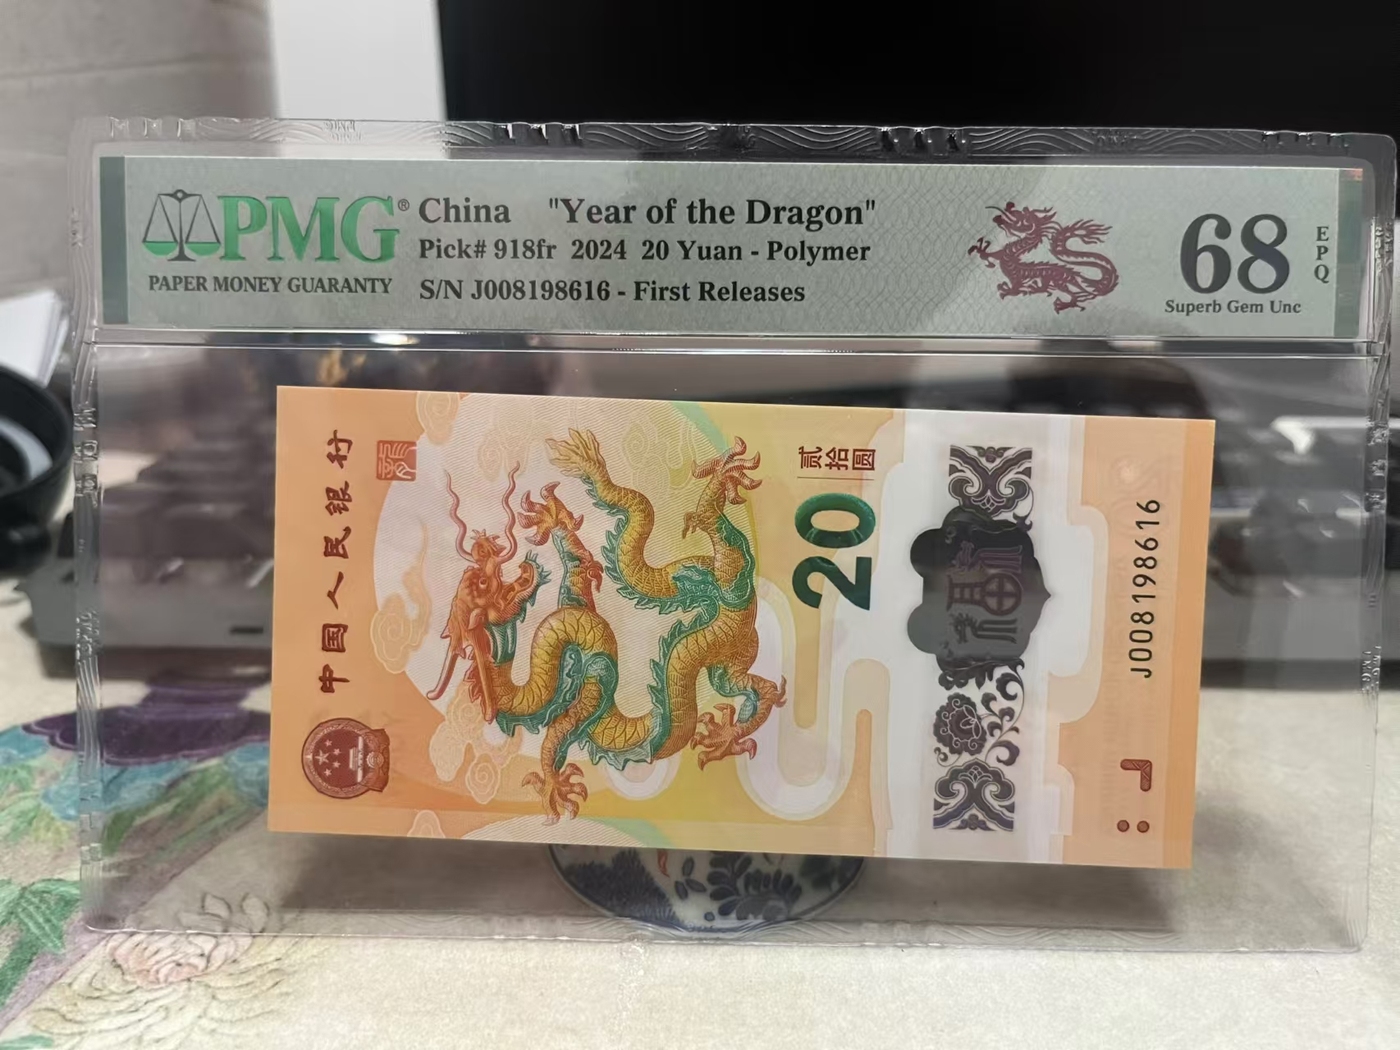 PMG® China "Year of the Dragon"
Pick# 918fr 2024 20 Yuan - Polymer
PAPER MONEY GUARANTY
S/N J008198616 - First Releases
68
EPQ
Superb Gem Unc
中国人民银行
贰拾圆
20
J008198616